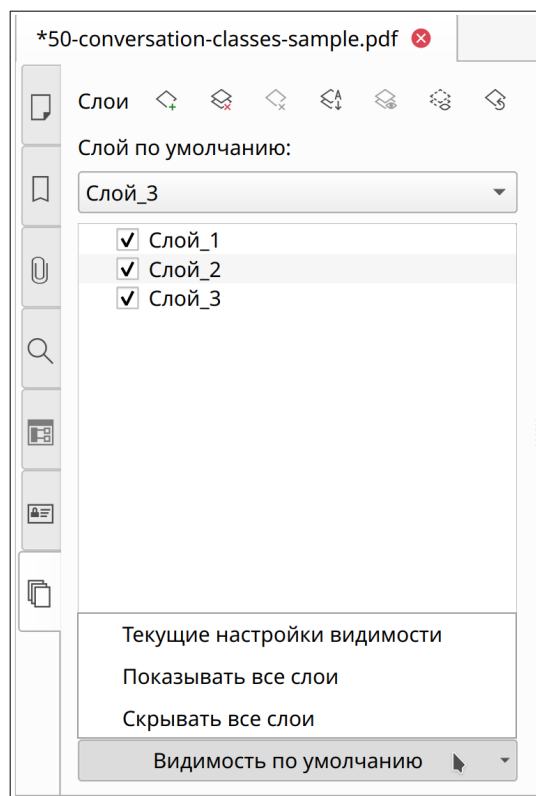 *50-conversation-classes-sample.pdf
Слои
Слой по умолчанию:
Слой_3
Слой_1
Слой_2
Слой_3
Текущие настройки видимости
Показывать все слои
Скрывать все слои
Видимость по умолчанию